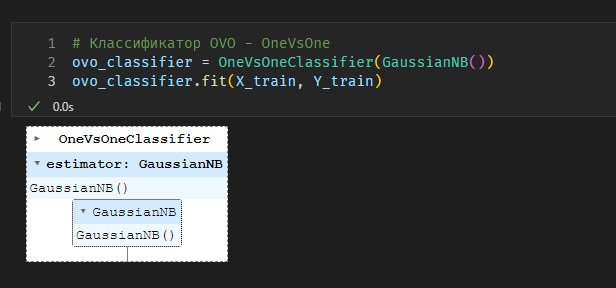 1 # Классификатор OVO - OneVsOne
2 ovo_classifier = OneVsOneClassifier(GaussianNB())
3 ovo_classifier.fit(X_train, Y_train)
✓ 0.0s
▸ OneVsOneClassifier
▾ estimator: GaussianNB
GaussianNB()
▾ GaussianNB
GaussianNB()